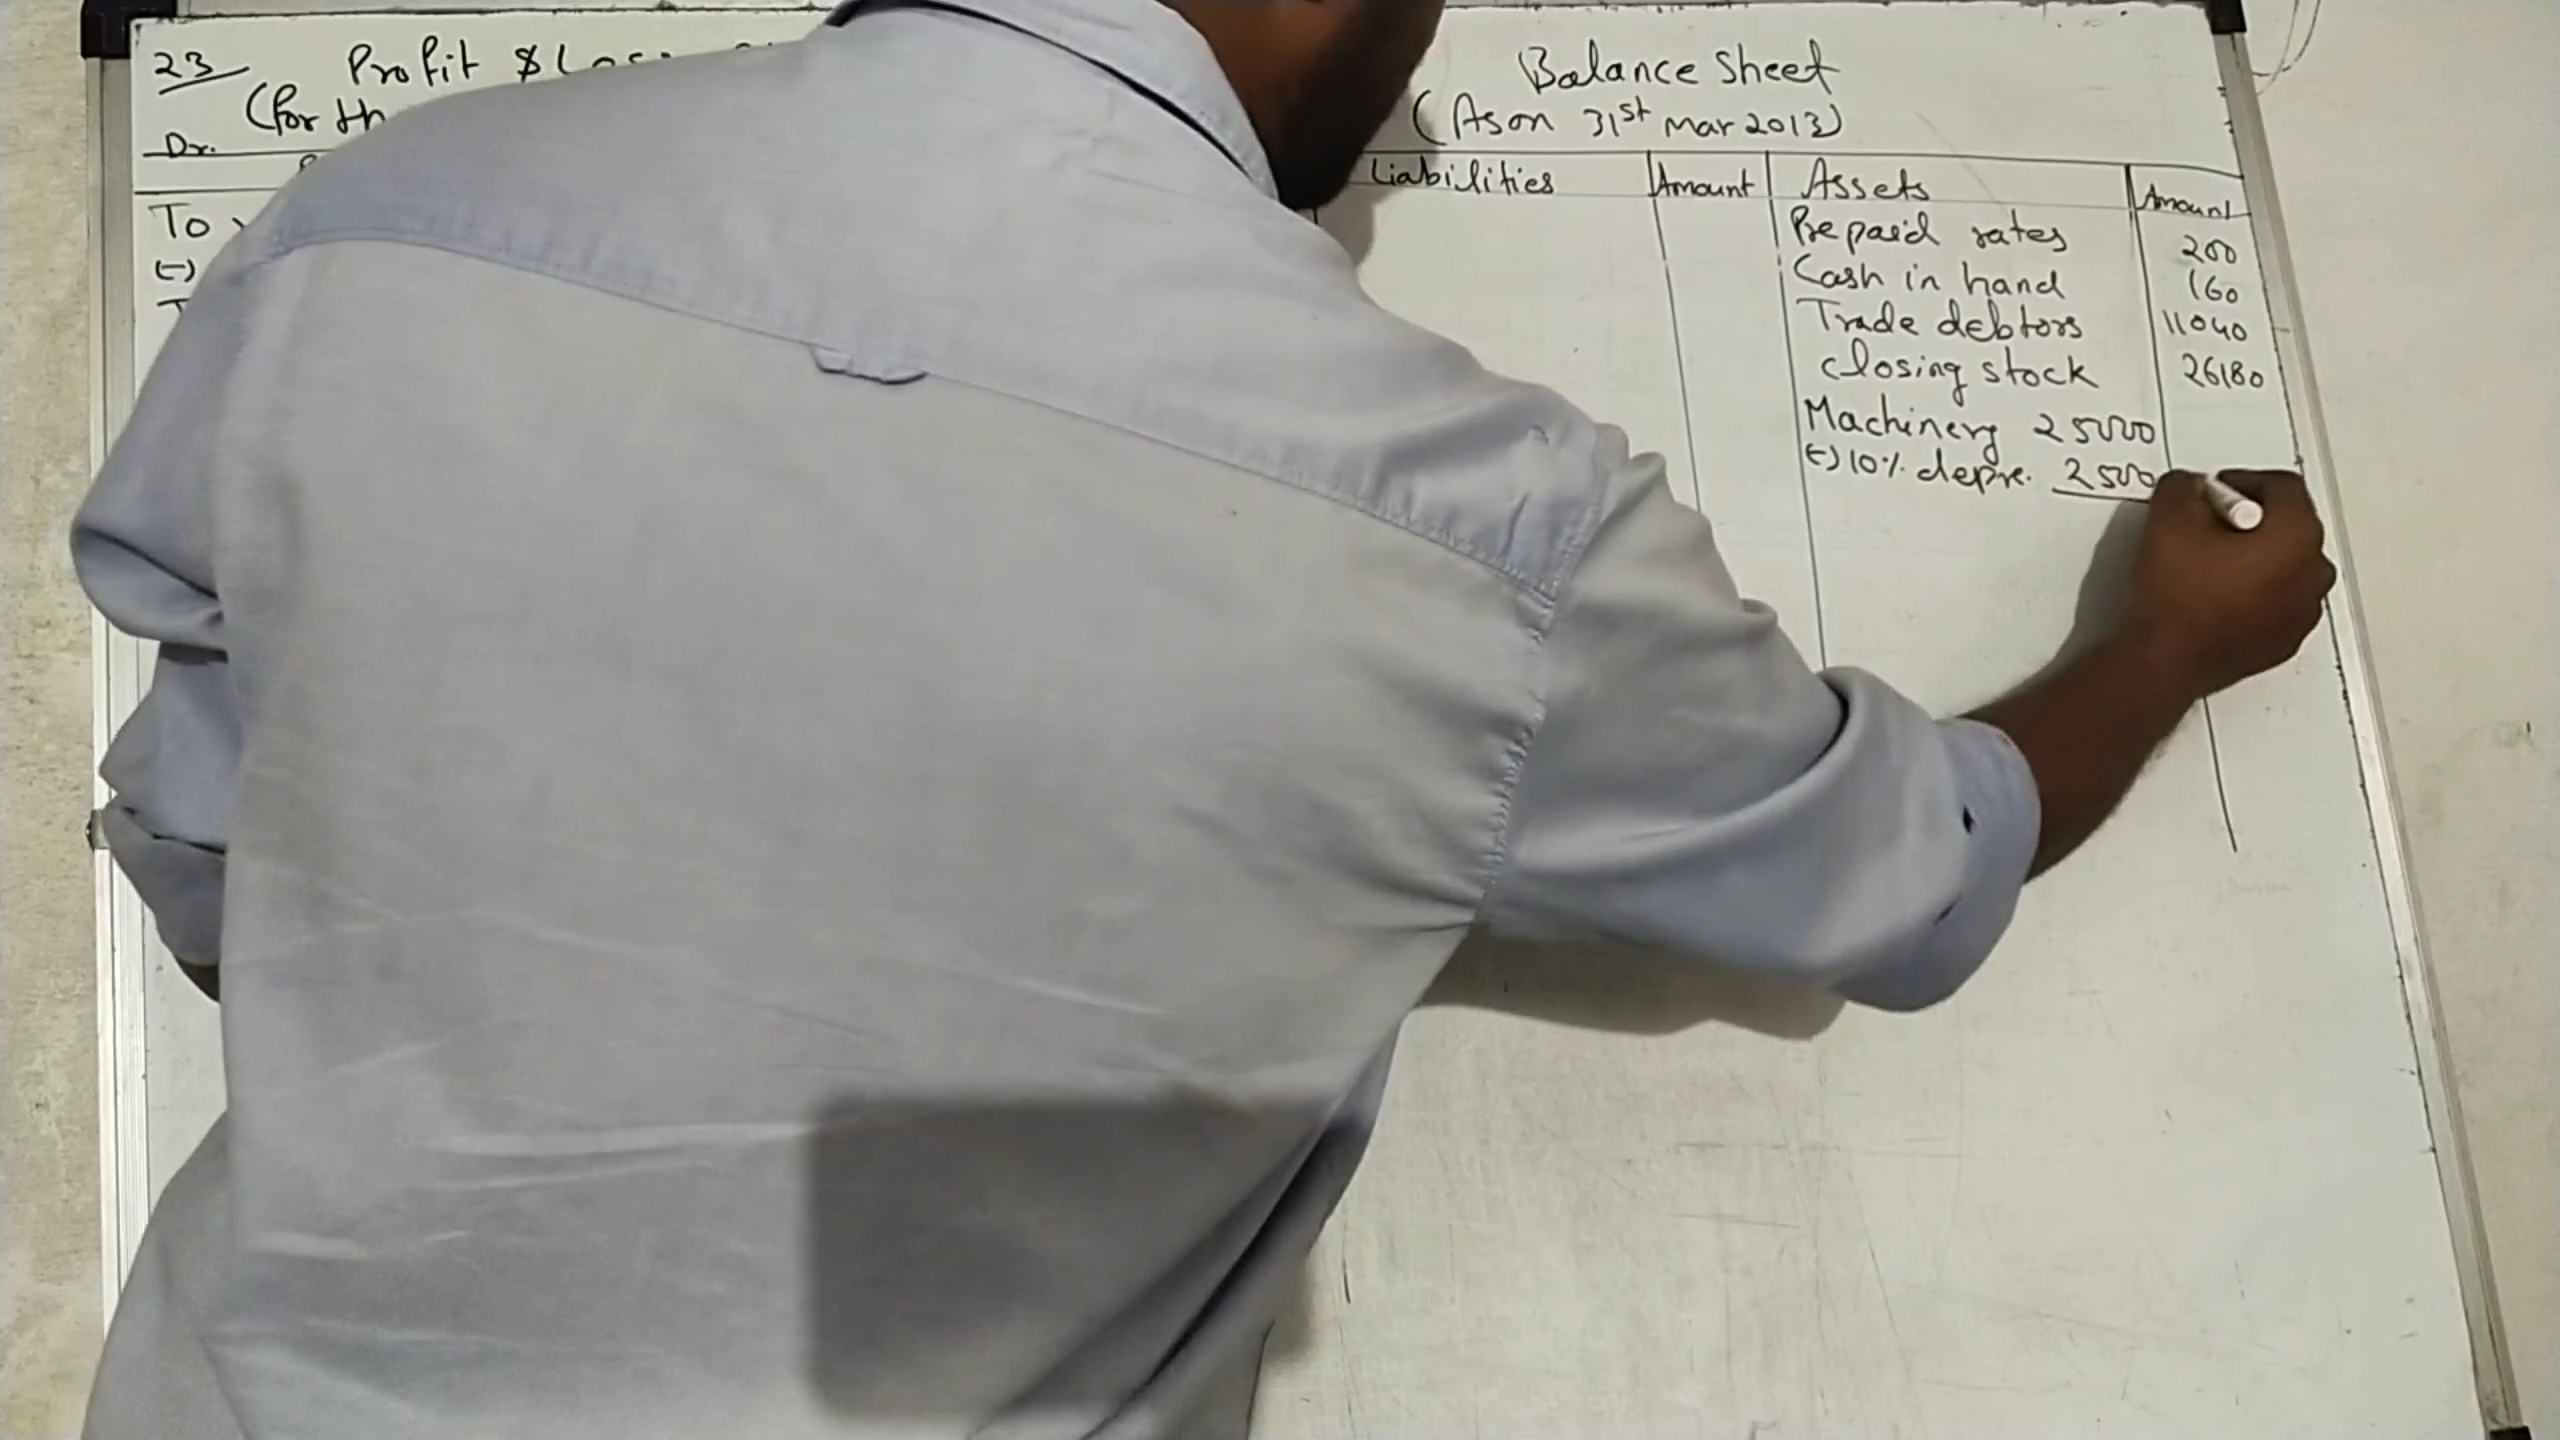 23 Profit & Loss
(for th
Dr.
To
(-)
Balance Sheet
(As on 31st Mar 2013)
Liabilities Amount Assets Amount
Prepaid rates 200
Cash in hand 160
Trade debtors 11040
closing stock 26180
Machinery 25000
(-) 10% depre. 2500